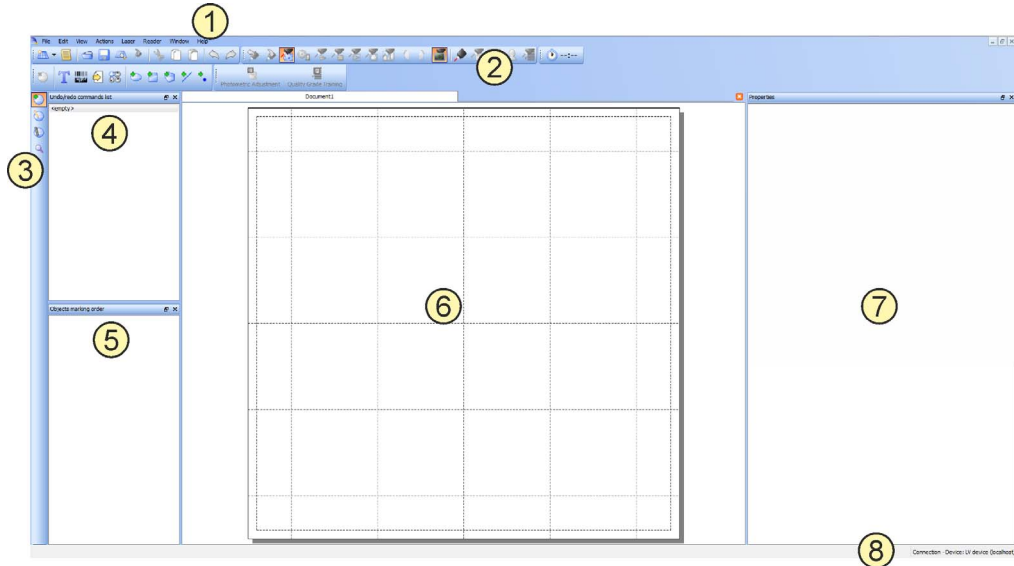 1
File Edit View Actions Laser Reader Window Help
2
--:--
Photometric Adjustment Quality Grade Training
3
Undo/redo commands list
<empty>
4
Objects marking order
5
Document1
6
Properties
7
8
Connection - Device: LV device (localhost)